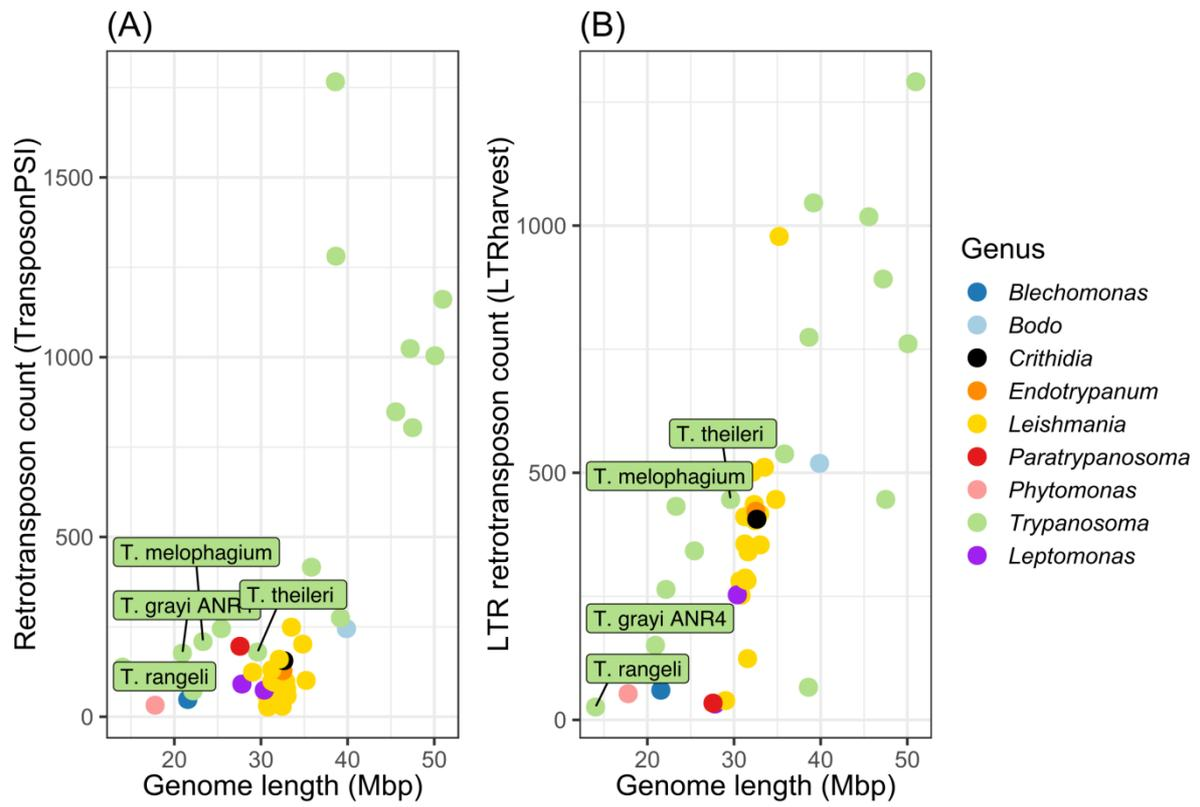 (A)
(B)
Retrotransposon count (TransposonPSI)
1500
1000
500
0
T. melophagium
T. grayi ANR
T. theileri
T. rangeli
20 30 40 50
Genome length (Mbp)
LTR retrotransposon count (LTRharvest)
1000
500
0
T. theileri
T. melophagium
T. grayi ANR4
T. rangeli
20 30 40 50
Genome length (Mbp)
Genus
Blechomonas
Bodo
Crithidia
Endotrypanum
Leishmania
Paratrypanosoma
Phytomonas
Trypanosoma
Leptomonas